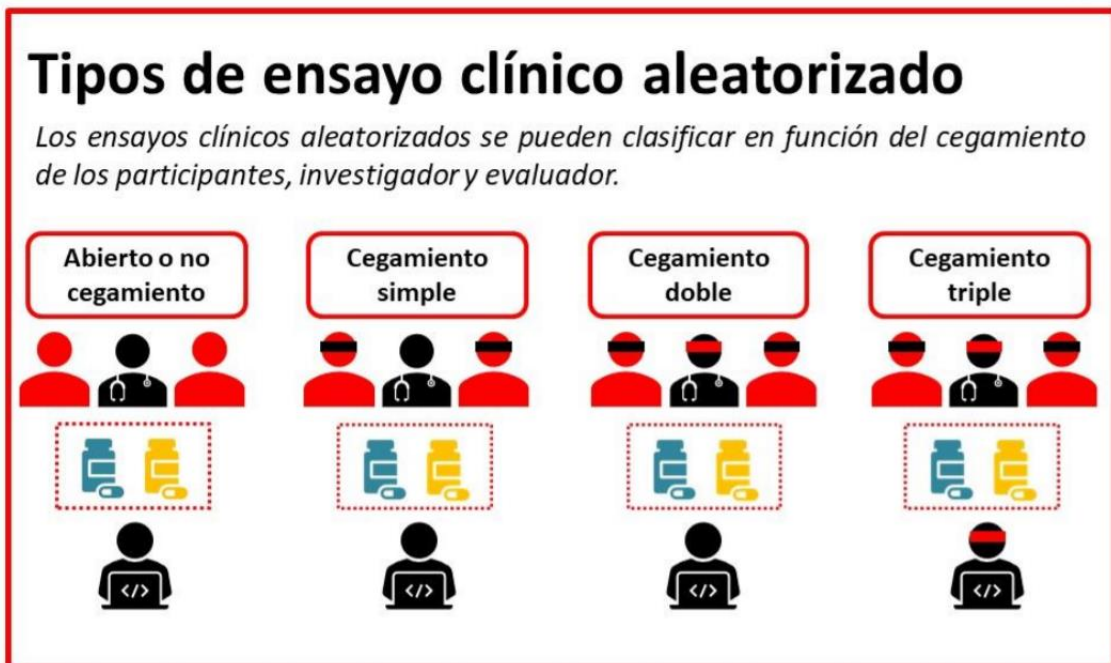 Tipos de ensayo clínico aleatorizado
Los ensayos clínicos aleatorizados se pueden clasificar en función del cegamiento
de los participantes, investigador y evaluador.
Abierto o no
cegamiento
Cegamiento
simple
Cegamiento
doble
Cegamiento
triple
</>
</>
</>
</>